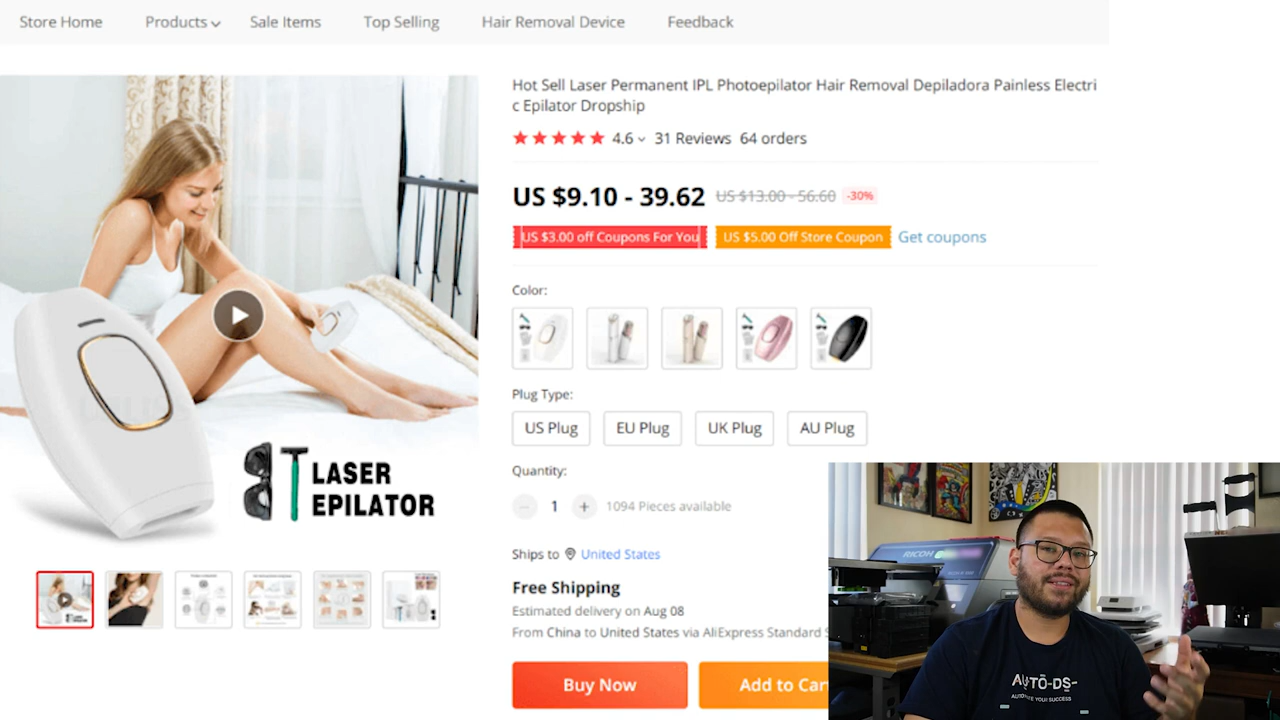 Store Home Products Sale Items Top Selling Hair Removal Device Feedback
Hot Sell Laser Permanent IPL Photoepilator Hair Removal Depiladora Painless Electri
c Epilator Dropship
4.6 31 Reviews 64 orders
US $9.10 - 39.62 US $13.00 - 56.60 -30%
US $3.00 off Coupons For You US $5.00 Off Store Coupon Get coupons
Color:
Plug Type:
US Plug EU Plug UK Plug AU Plug
Quantity:
1 1094 Pieces available
Ships to United States
Free Shipping
Estimated delivery on Aug 08
From China to United States via AliExpress Standard
Buy Now Add to Car
LASER
EPILATOR
RICOH
AUTO-DS-
AUTOMATE YOUR SUCCESS